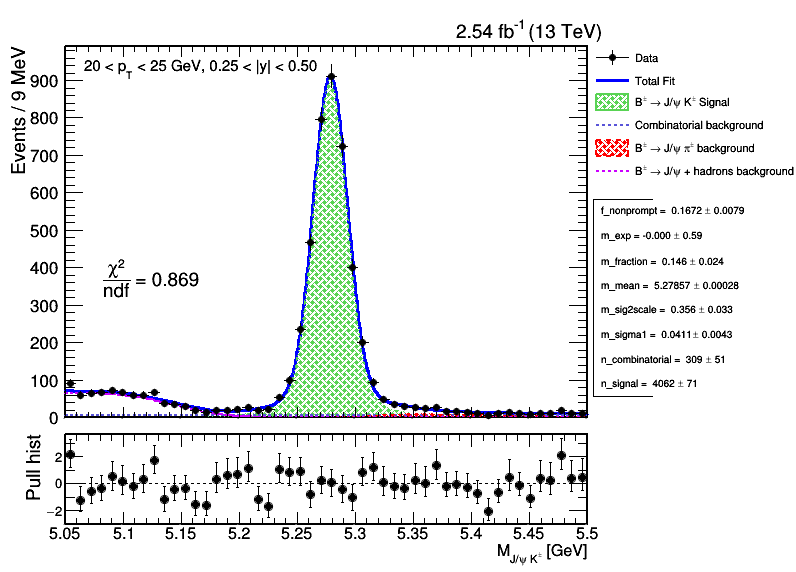 2.54 fb⁻¹ (13 TeV)
20 < p_T < 25 GeV, 0.25 < |y| < 0.50
Events / 9 MeV
900
800
700
600
500
400
300
200
100
0
χ²/ndf = 0.869
Data
Total Fit
B± → J/ψ K± Signal
Combinatorial background
B± → J/ψ π± background
B± → J/ψ + hadrons background
f_nonprompt = 0.1672 ± 0.0079
m_exp = -0.000 ± 0.59
m_fraction = 0.146 ± 0.024
m_mean = 5.27857 ± 0.00028
m_sig2scale = 0.356 ± 0.033
m_sigma1 = 0.0411 ± 0.0043
n_combinatorial = 309 ± 51
n_signal = 4062 ± 71
Pull hist
2
0
−2
5.05 5.1 5.15 5.2 5.25 5.3 5.35 5.4 5.45 5.5
M_J/ψ K± [GeV]